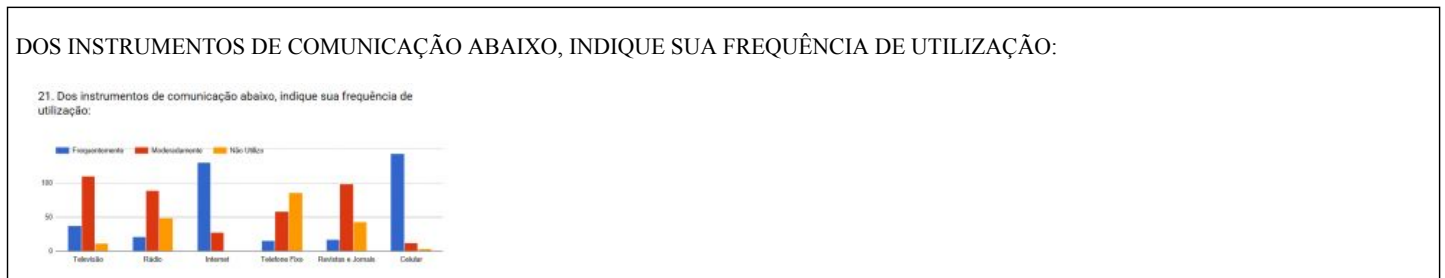 DOS INSTRUMENTOS DE COMUNICAÇÃO ABAIXO, INDIQUE SUA FREQUÊNCIA DE UTILIZAÇÃO:
21. Dos instrumentos de comunicação abaixo, indique sua frequência de
utilização:
Frequentemente Moderadamente Não Utilizo
100
50
0
Televisão Rádio Internet Telefone Fixo Revistas e Jornais Celular